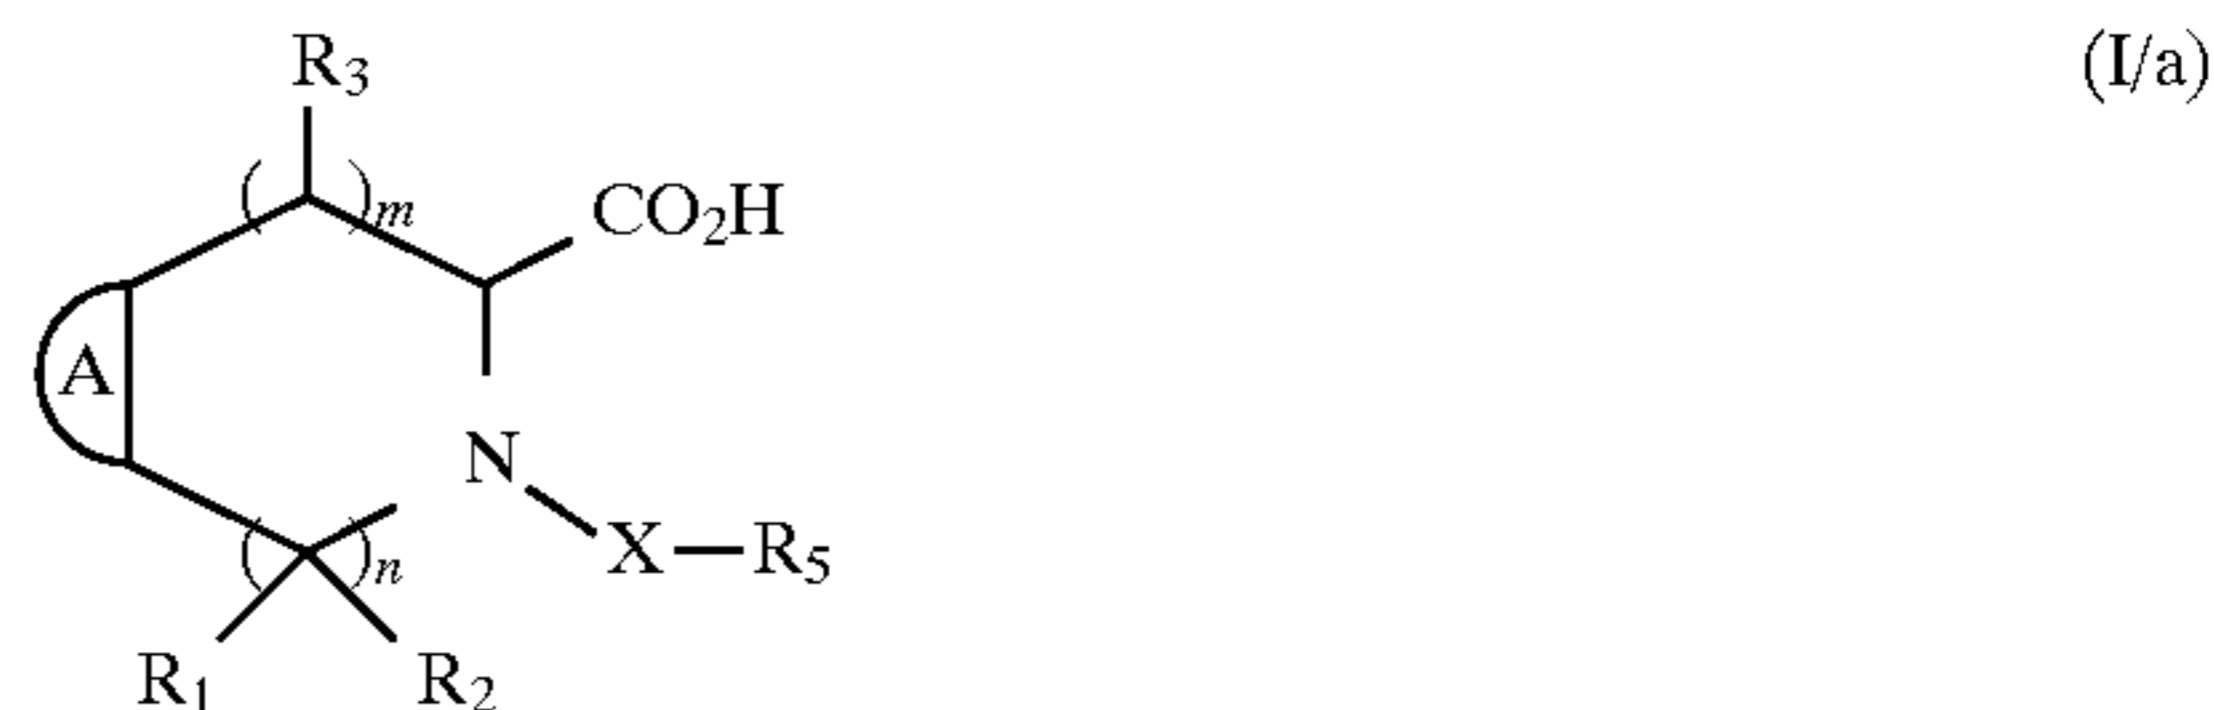 R3 (I/a)
( )m CO2H
A
N
( )n X—R5
R1 R2